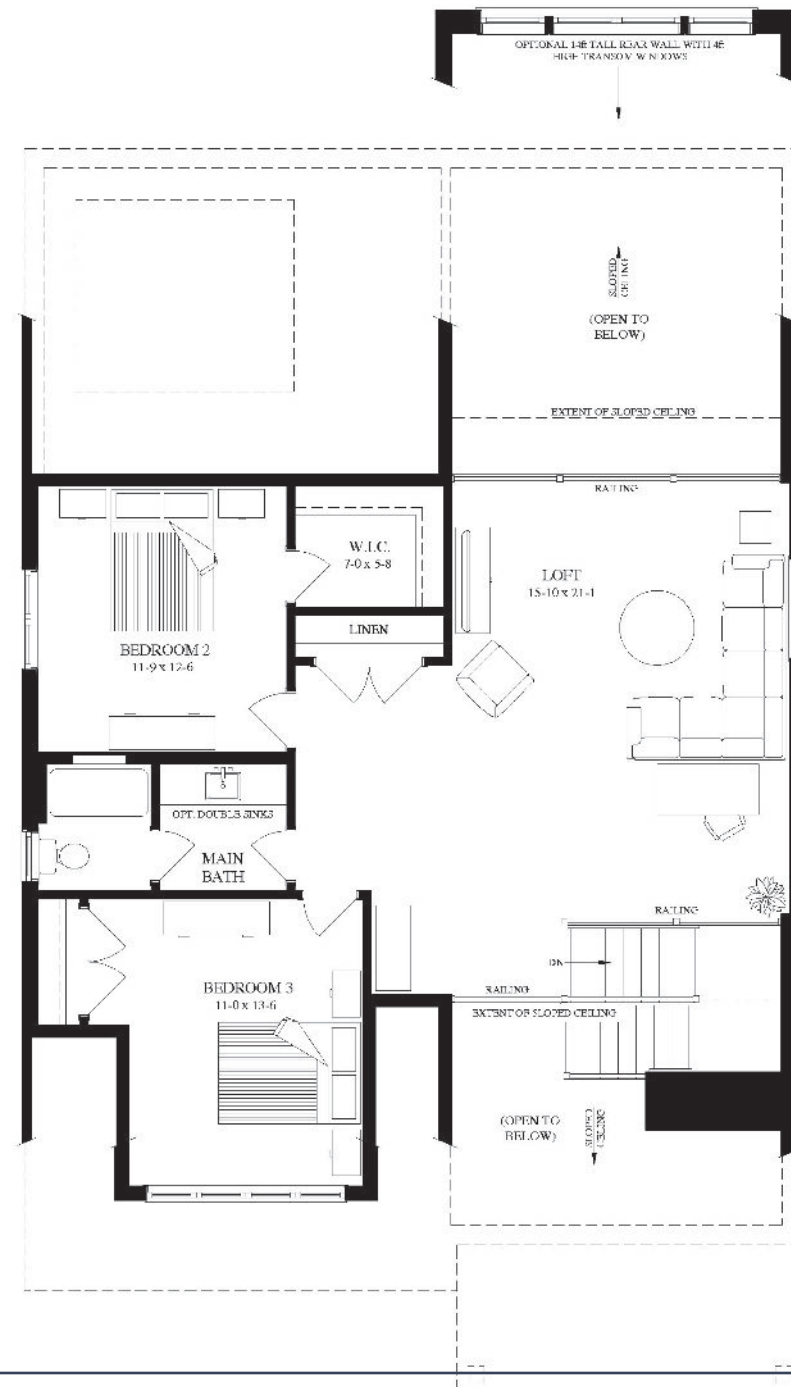 OPTIONAL 14ft TALL REAR WALL WITH 4ft
HIGH TRANSOM WINDOWS
SLOPED
CEILING
(OPEN TO
BELOW)
EXTENT OF SLOPED CEILING
RAILING
W.I.C.
7-0 x 5-8
LOFT
15-10 x 21-1
LINEN
BEDROOM 2
11-9 x 12-6
OPT. DOUBLE SINKS
MAIN
BATH
RAILING
DN
BEDROOM 3
11-0 x 13-6
RAILING
EXTENT OF SLOPED CEILING
(OPEN TO
BELOW)
SLOPED
CEILING